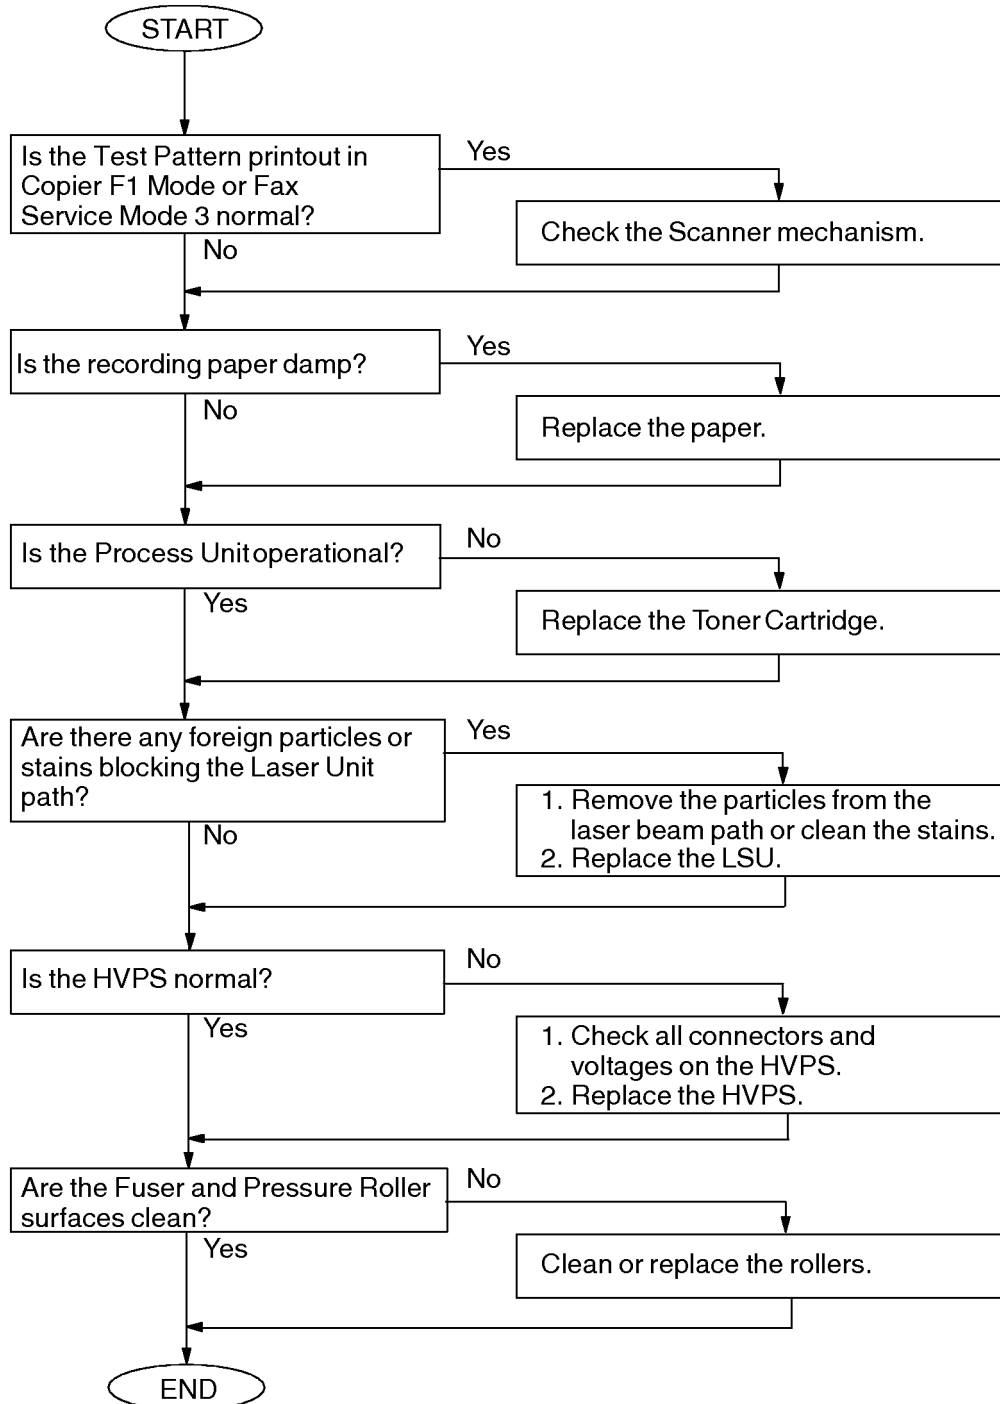 START
Is the Test Pattern printout in
Copier F1 Mode or Fax
Service Mode 3 normal?
Yes
Check the Scanner mechanism.
No
Is the recording paper damp?
Yes
Replace the paper.
No
Is the Process Unit operational?
No
Replace the Toner Cartridge.
Yes
Are there any foreign particles or
stains blocking the Laser Unit
path?
Yes
1. Remove the particles from the
laser beam path or clean the stains.
2. Replace the LSU.
No
Is the HVPS normal?
No
1. Check all connectors and
voltages on the HVPS.
2. Replace the HVPS.
Yes
Are the Fuser and Pressure Roller
surfaces clean?
No
Clean or replace the rollers.
Yes
END